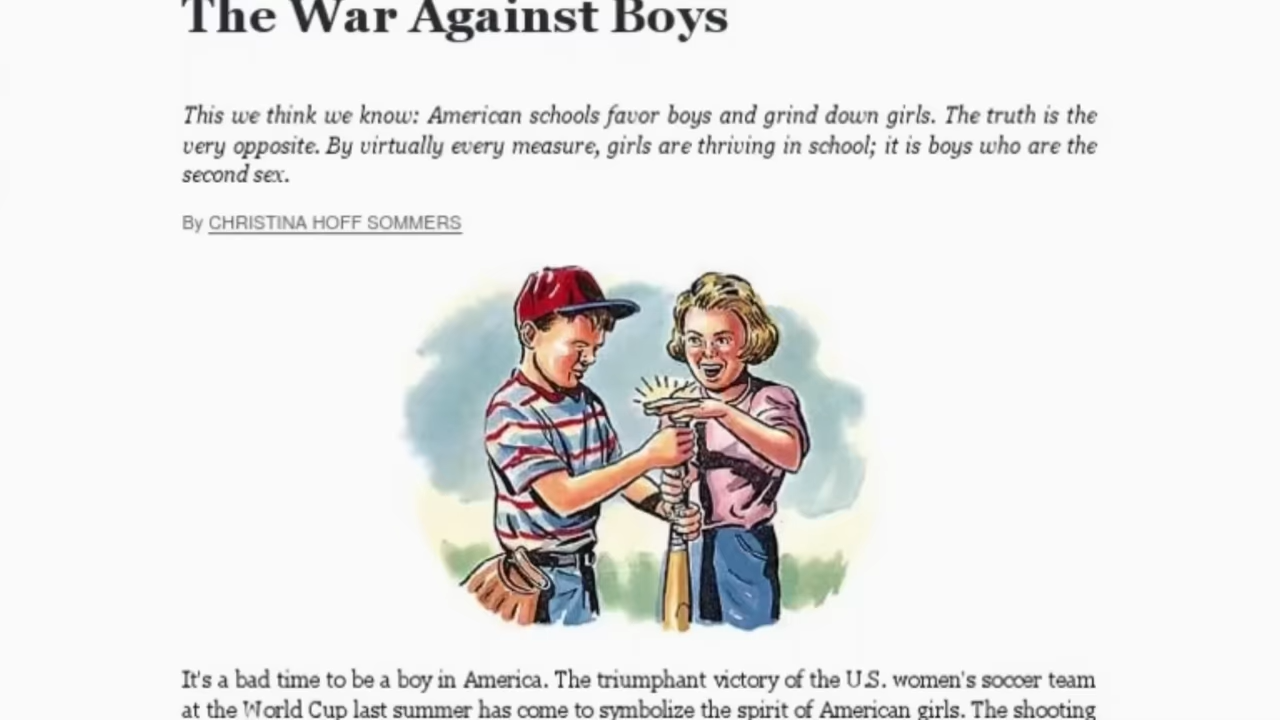 The War Against Boys
This we think we know: American schools favor boys and grind down girls. The truth is the
very opposite. By virtually every measure, girls are thriving in school; it is boys who are the
second sex.
By CHRISTINA HOFF SOMMERS
It's a bad time to be a boy in America. The triumphant victory of the U.S. women's soccer team
at the World Cup last summer has come to symbolize the spirit of American girls. The shooting